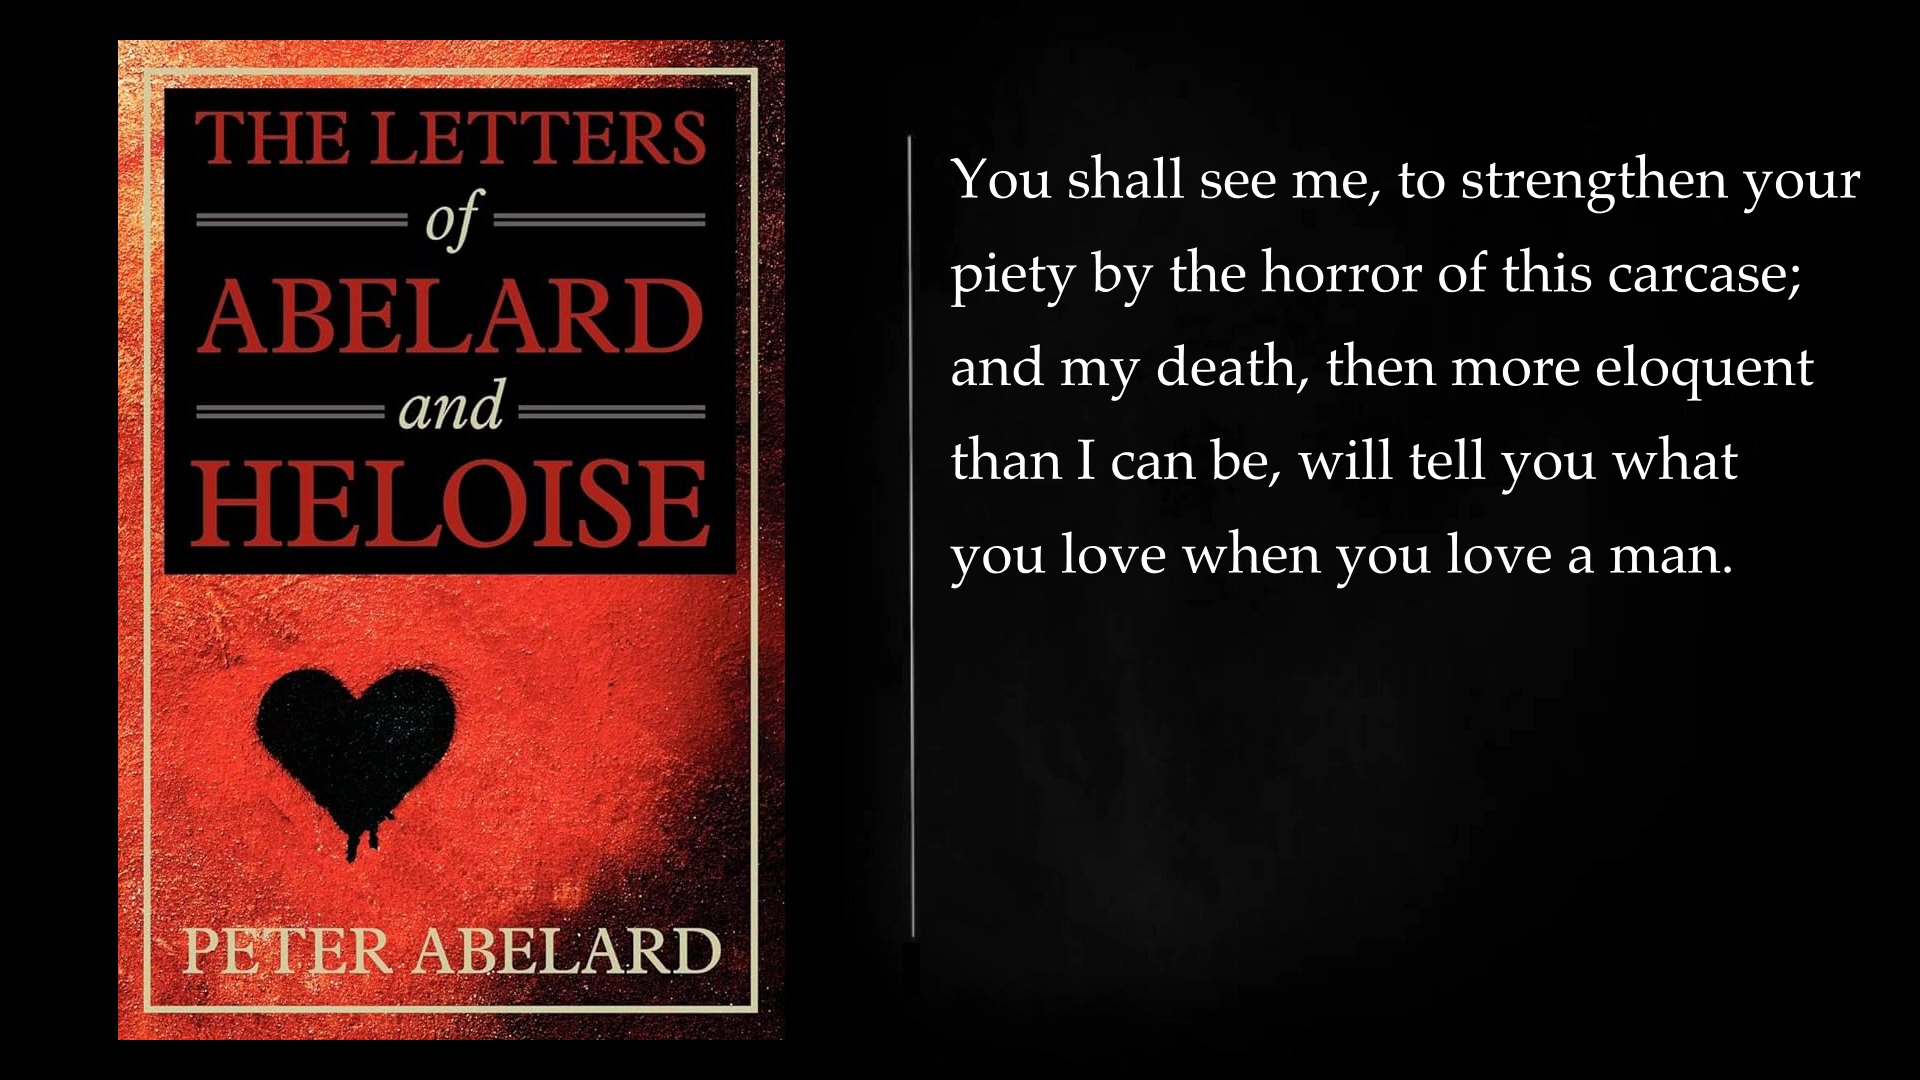 THE LETTERS
of
ABELARD
and
HELOISE
PETER ABELARD
You shall see me, to strengthen your
piety by the horror of this carcase;
and my death, then more eloquent
than I can be, will tell you what
you love when you love a man.